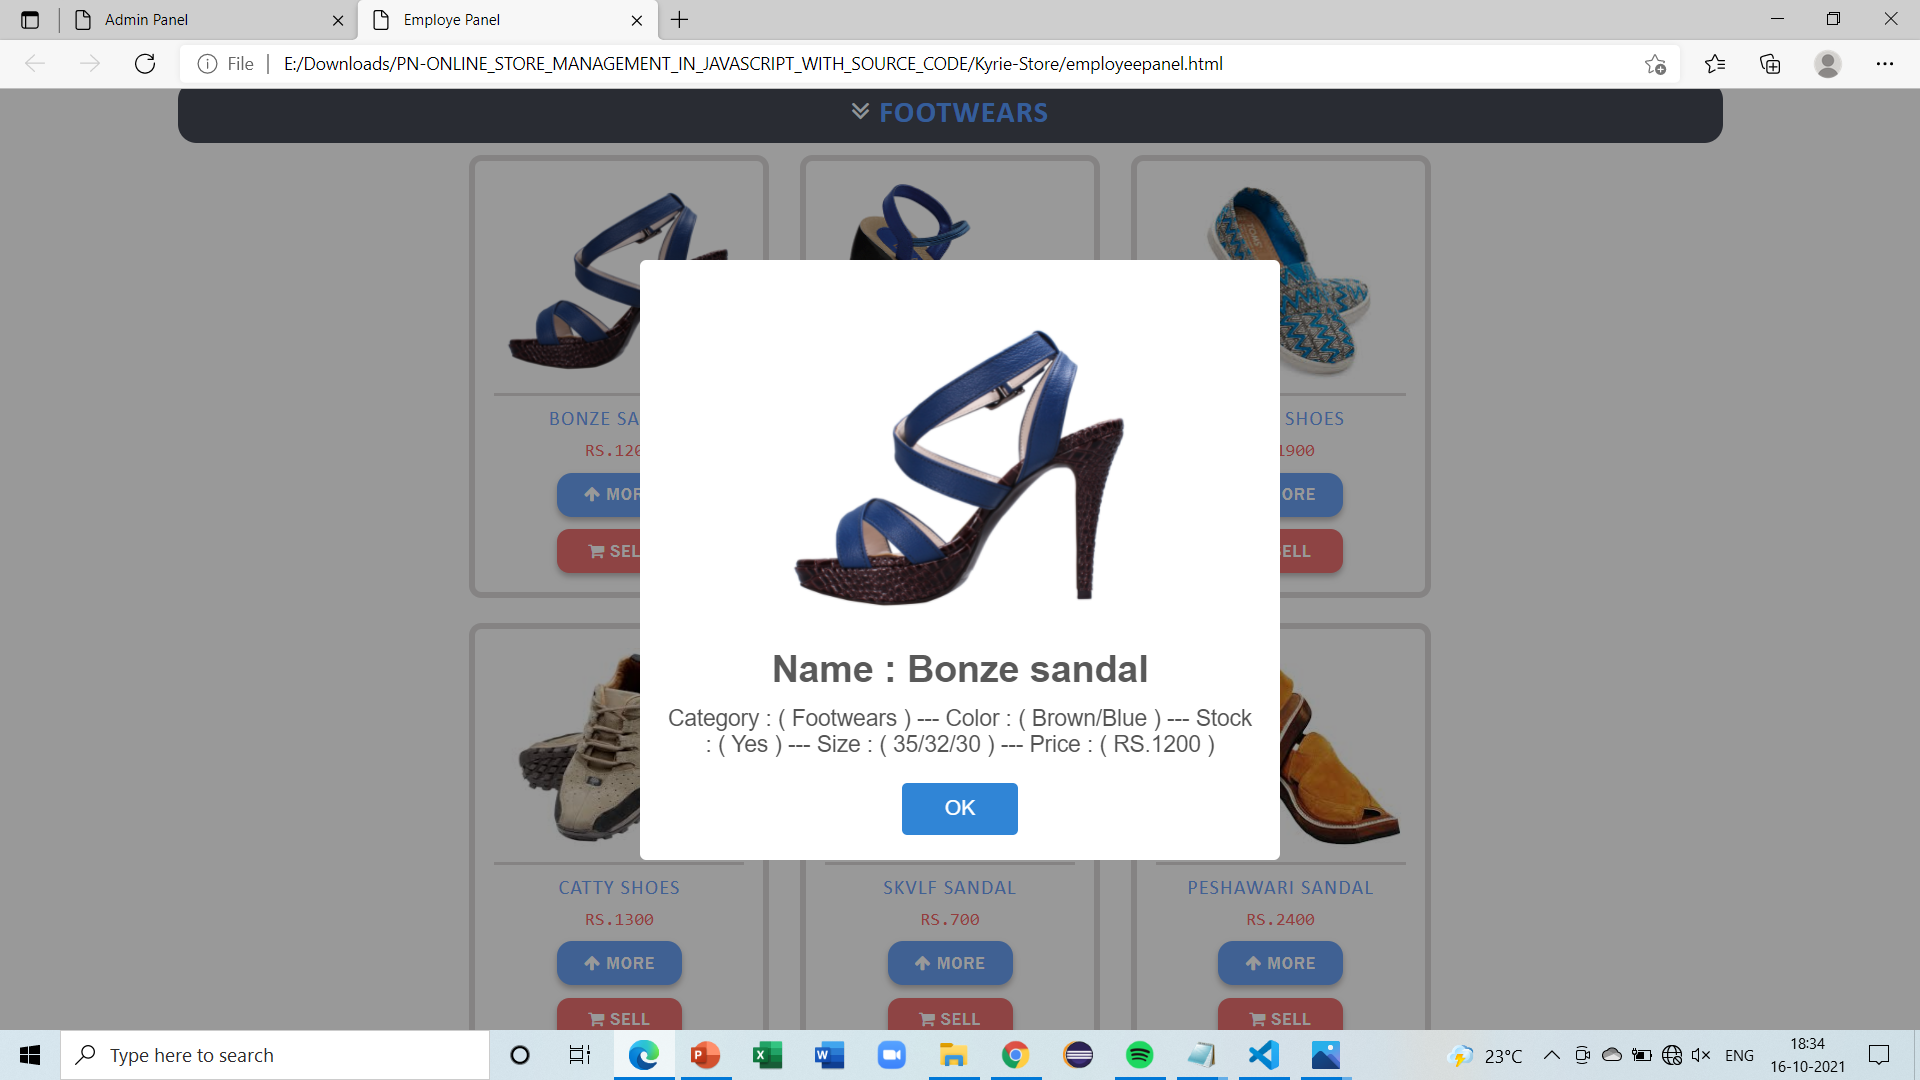 Admin Panel
Employe Panel
File
E:/Downloads/PN-ONLINE_STORE_MANAGEMENT_IN_JAVASCRIPT_WITH_SOURCE_CODE/Kyrie-Store/employeepanel.html
FOOTWEARS
TOMS
BONZE SA
SHOES
RS.120
1900
MOR
ORE
SEL
ELL
Name : Bonze sandal
Category : ( Footwears ) --- Color : ( Brown/Blue ) --- Stock
: ( Yes ) --- Size : ( 35/32/30 ) --- Price : ( RS.1200 )
OK
CATTY SHOES
SKVLF SANDAL
PESHAWARI SANDAL
RS.1300
RS.700
RS.2400
MORE
MORE
MORE
SELL
SELL
SELL
Type here to search
23°C
ENG
18:34
16-10-2021